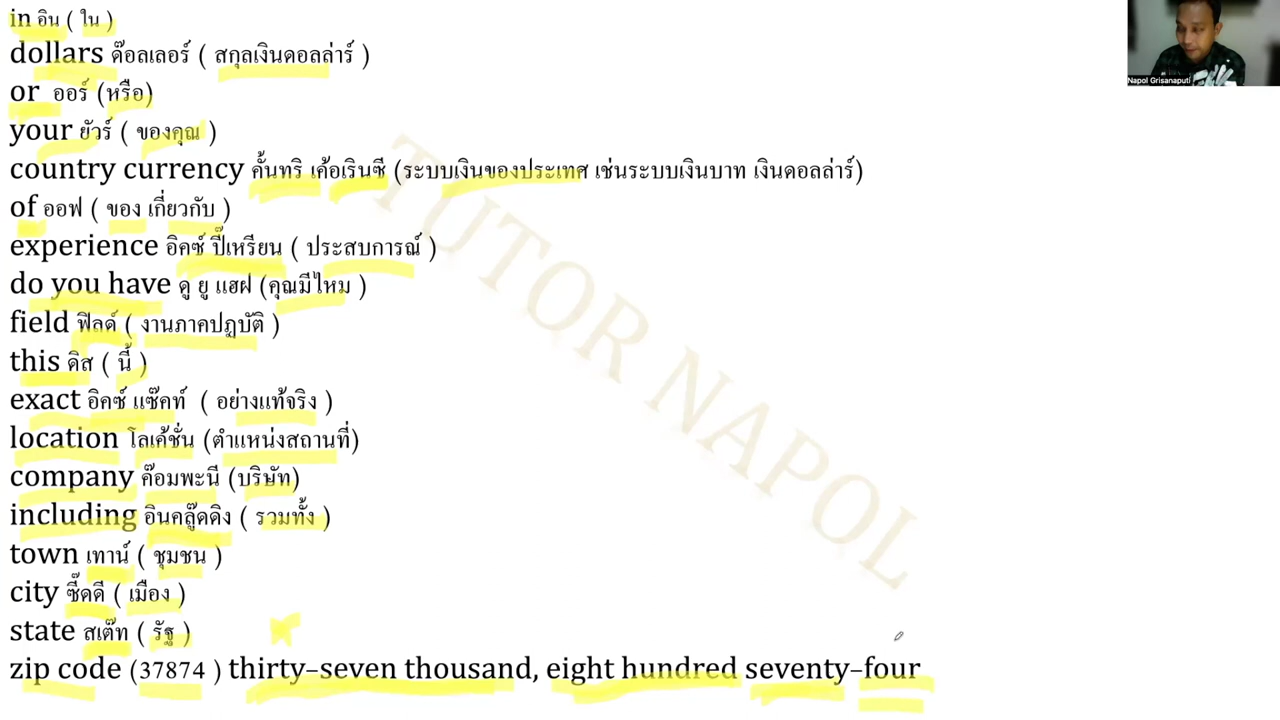 in อิน ( ใน )
dollars ด๊อลเลอร์ ( สกุลเงินดอลล่าร์ )
or ออร์ (หรือ)
your ยัวร์ ( ของคุณ )
country currency คั้นทริ เค้อเรินซี (ระบบเงินของประเทศ เช่นระบบเงินบาท เงินดอลล่าร์)
of ออฟ ( ของ เกี่ยวกับ )
experience อิคซ์ ปี๊เหรียน ( ประสบการณ์ )
do you have ดู ยู แฮฝ (คุณมีไหม )
field ฟิลด์ ( งานภาคปฏบัติ )
this ดิส ( นี้ )
exact อิคซ์ แซ๊คท์ ( อย่างแท้จริง )
location โลเค้ชั่น (ตำแหน่งสถานที่)
company ค๊อมพะนี (บริษัท)
including อินคลู๊ดดิง ( รวมทั้ง )
town เทาน์ ( ชุมชน )
city ซี๊ดดี ( เมือง )
state สเต๊ท ( รัฐ )
zip code (37874 ) thirty-seven thousand, eight hundred seventy-four
TUTOR NAPOL
Napol Grisanaputi